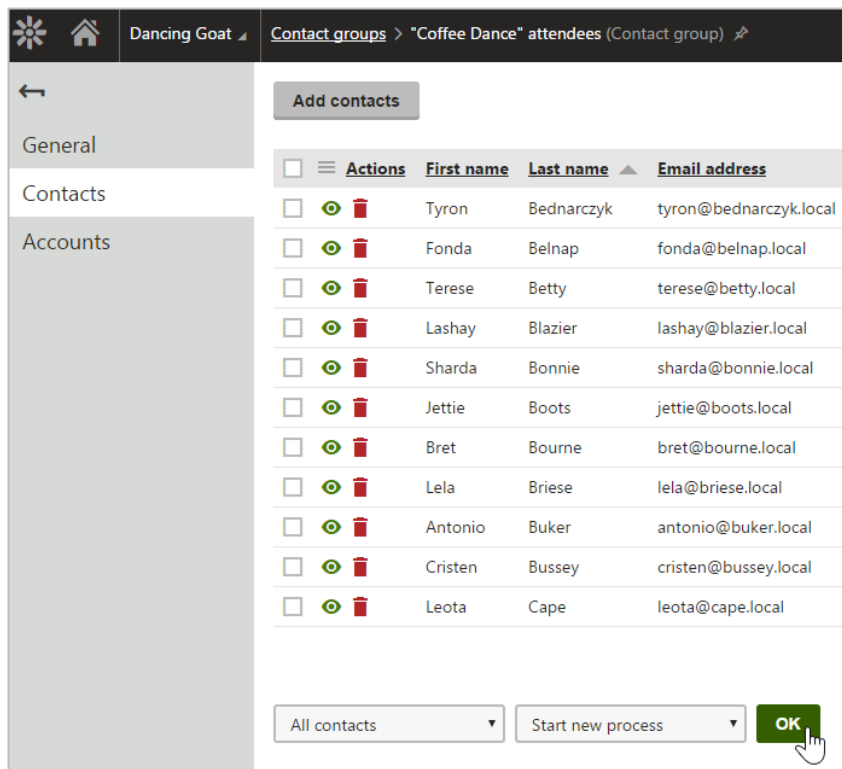 Dancing Goat Contact groups > "Coffee Dance" attendees (Contact group)
Add contacts
General
Contacts
Accounts
Actions First name Last name Email address
Tyron Bednarczyk tyron@bednarczyk.local
Fonda Belnap fonda@belnap.local
Terese Betty terese@betty.local
Lashay Blazier lashay@blazier.local
Sharda Bonnie sharda@bonnie.local
Jettie Boots jettie@boots.local
Bret Bourne bret@bourne.local
Lela Briese lela@briese.local
Antonio Buker antonio@buker.local
Cristen Bussey cristen@bussey.local
Leota Cape leota@cape.local
All contacts Start new process OK